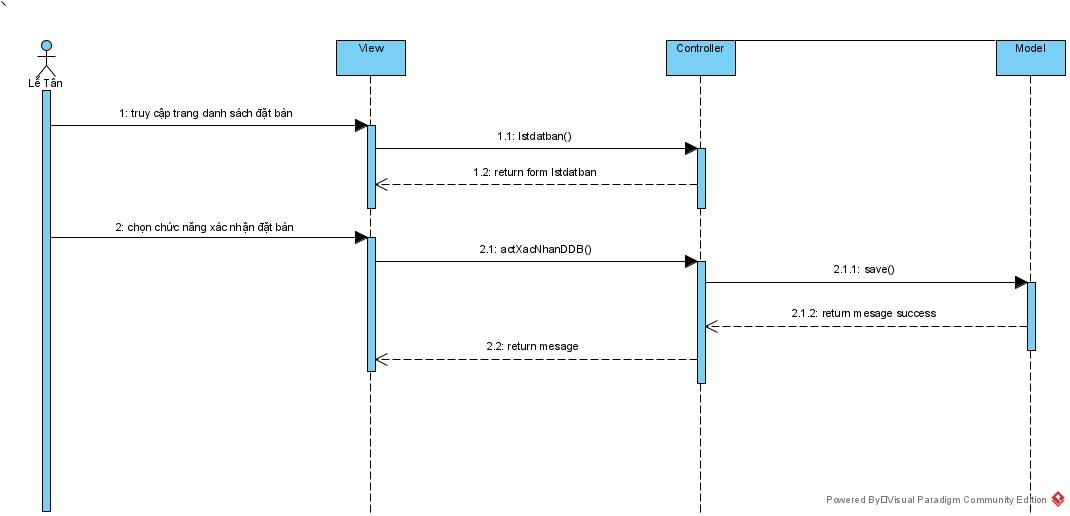 View
Controller
Model
Lễ Tân
1: truy cập trang danh sách đặt bàn
1.1: lstdatban()
1.2: return form lstdatban
2: chọn chức năng xác nhận đặt bàn
2.1: actXacNhanDDB()
2.1.1: save()
2.1.2: return mesage success
2.2: return mesage
Powered By Visual Paradigm Community Edition